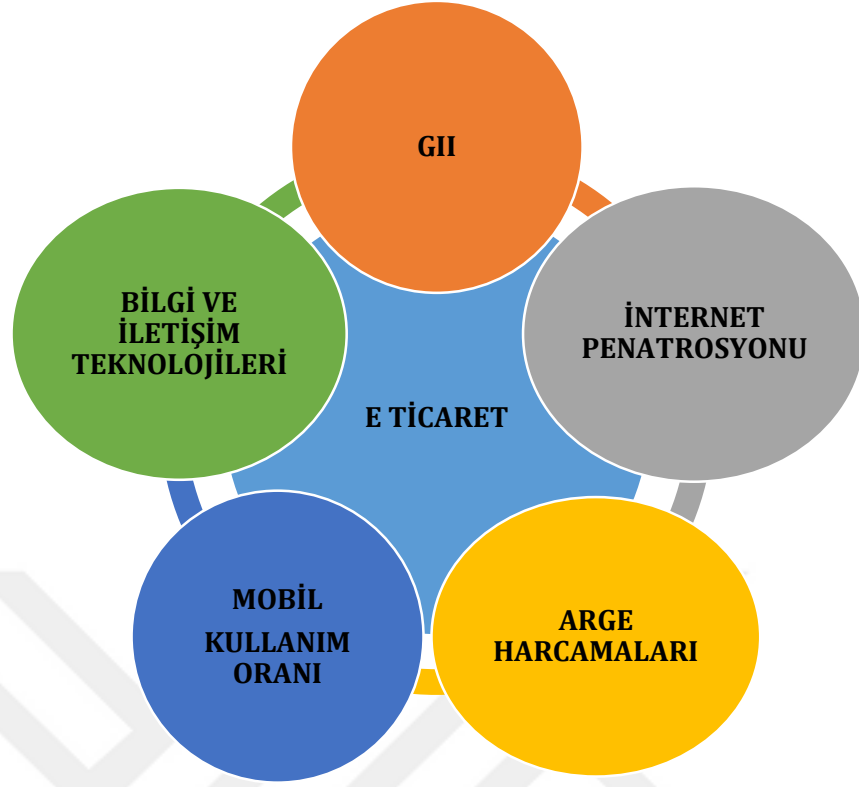 GII
BİLGİ VE
İLETİŞİM
TEKNOLOJİLERİ
İNTERNET
PENATROSYONU
E TİCARET
MOBİL
KULLANIM
ORANI
ARGE
HARCAMALARI